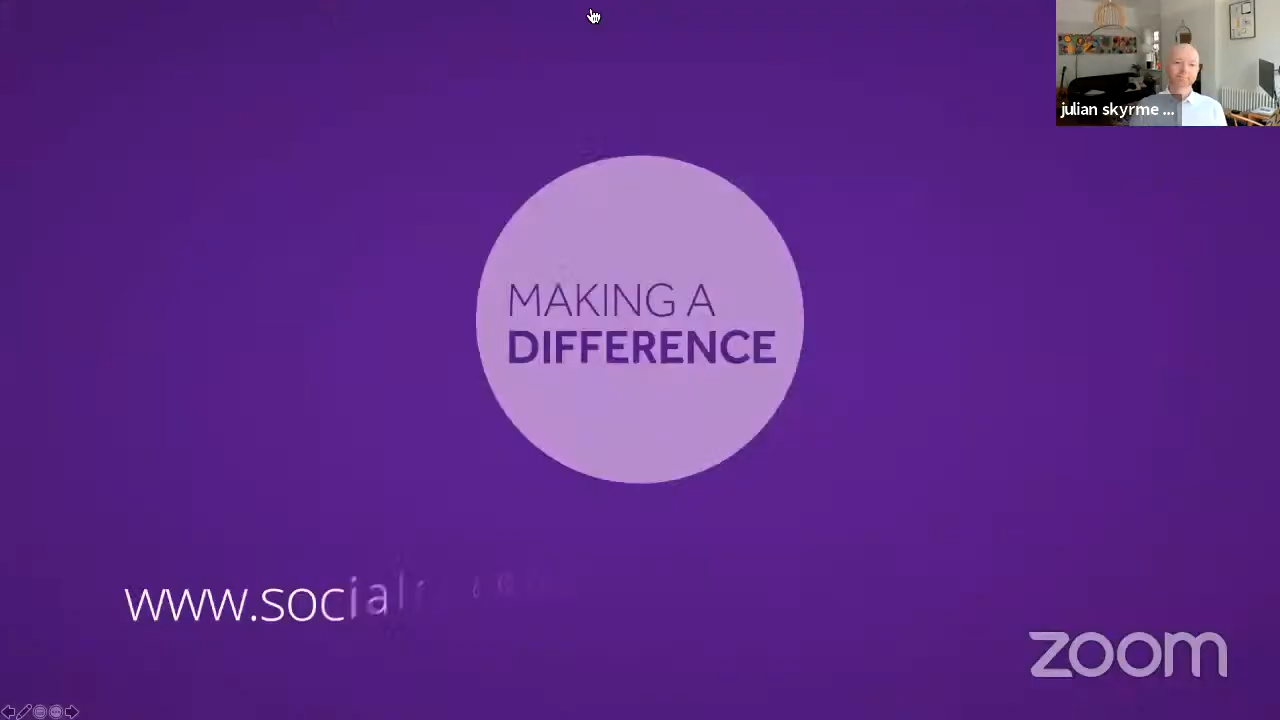 julian skyrme ...
MAKING A
DIFFERENCE
www.social
zoom